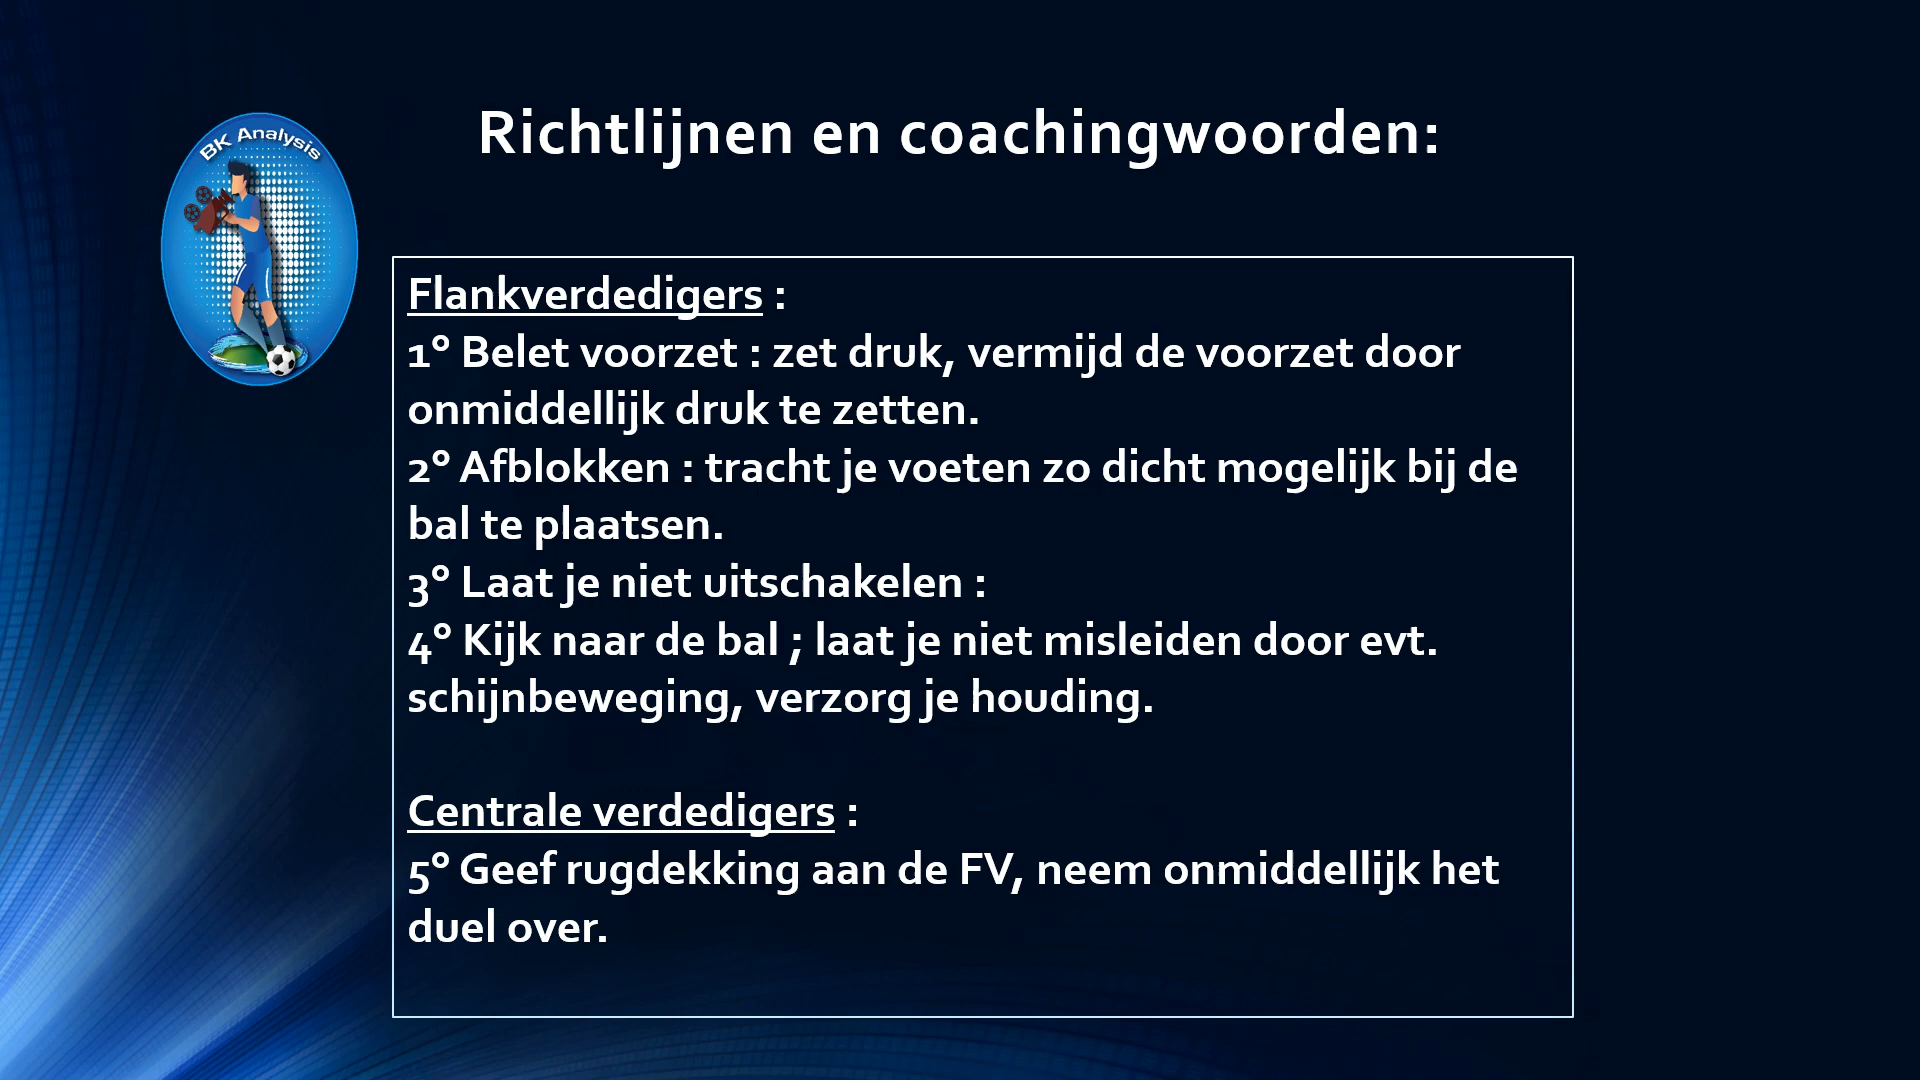 BK Analysis
Richtlijnen en coachingwoorden:
Flankverdedigers :
1° Belet voorzet : zet druk, vermijd de voorzet door
onmiddellijk druk te zetten.
2° Afblokken : tracht je voeten zo dicht mogelijk bij de
bal te plaatsen.
3° Laat je niet uitschakelen :
4° Kijk naar de bal ; laat je niet misleiden door evt.
schijnbeweging, verzorg je houding.
Centrale verdedigers :
5° Geef rugdekking aan de FV, neem onmiddellijk het
duel over.